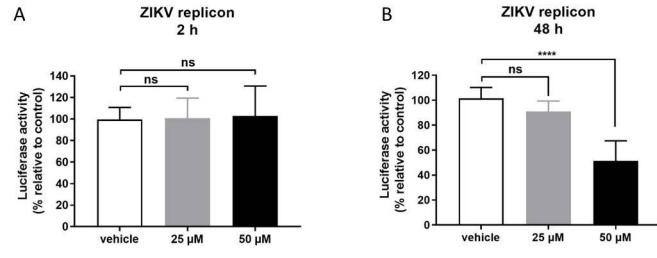 A
ZIKV replicon
2 h
ns
ns
Luciferase activity
(% relative to control)
140
120
100
80
60
40
20
0
vehicle
25 µM
50 µM
B
ZIKV replicon
48 h
****
ns
Luciferase activity
(% relative to control)
120
100
80
60
40
20
0
vehicle
25 µM
50 µM